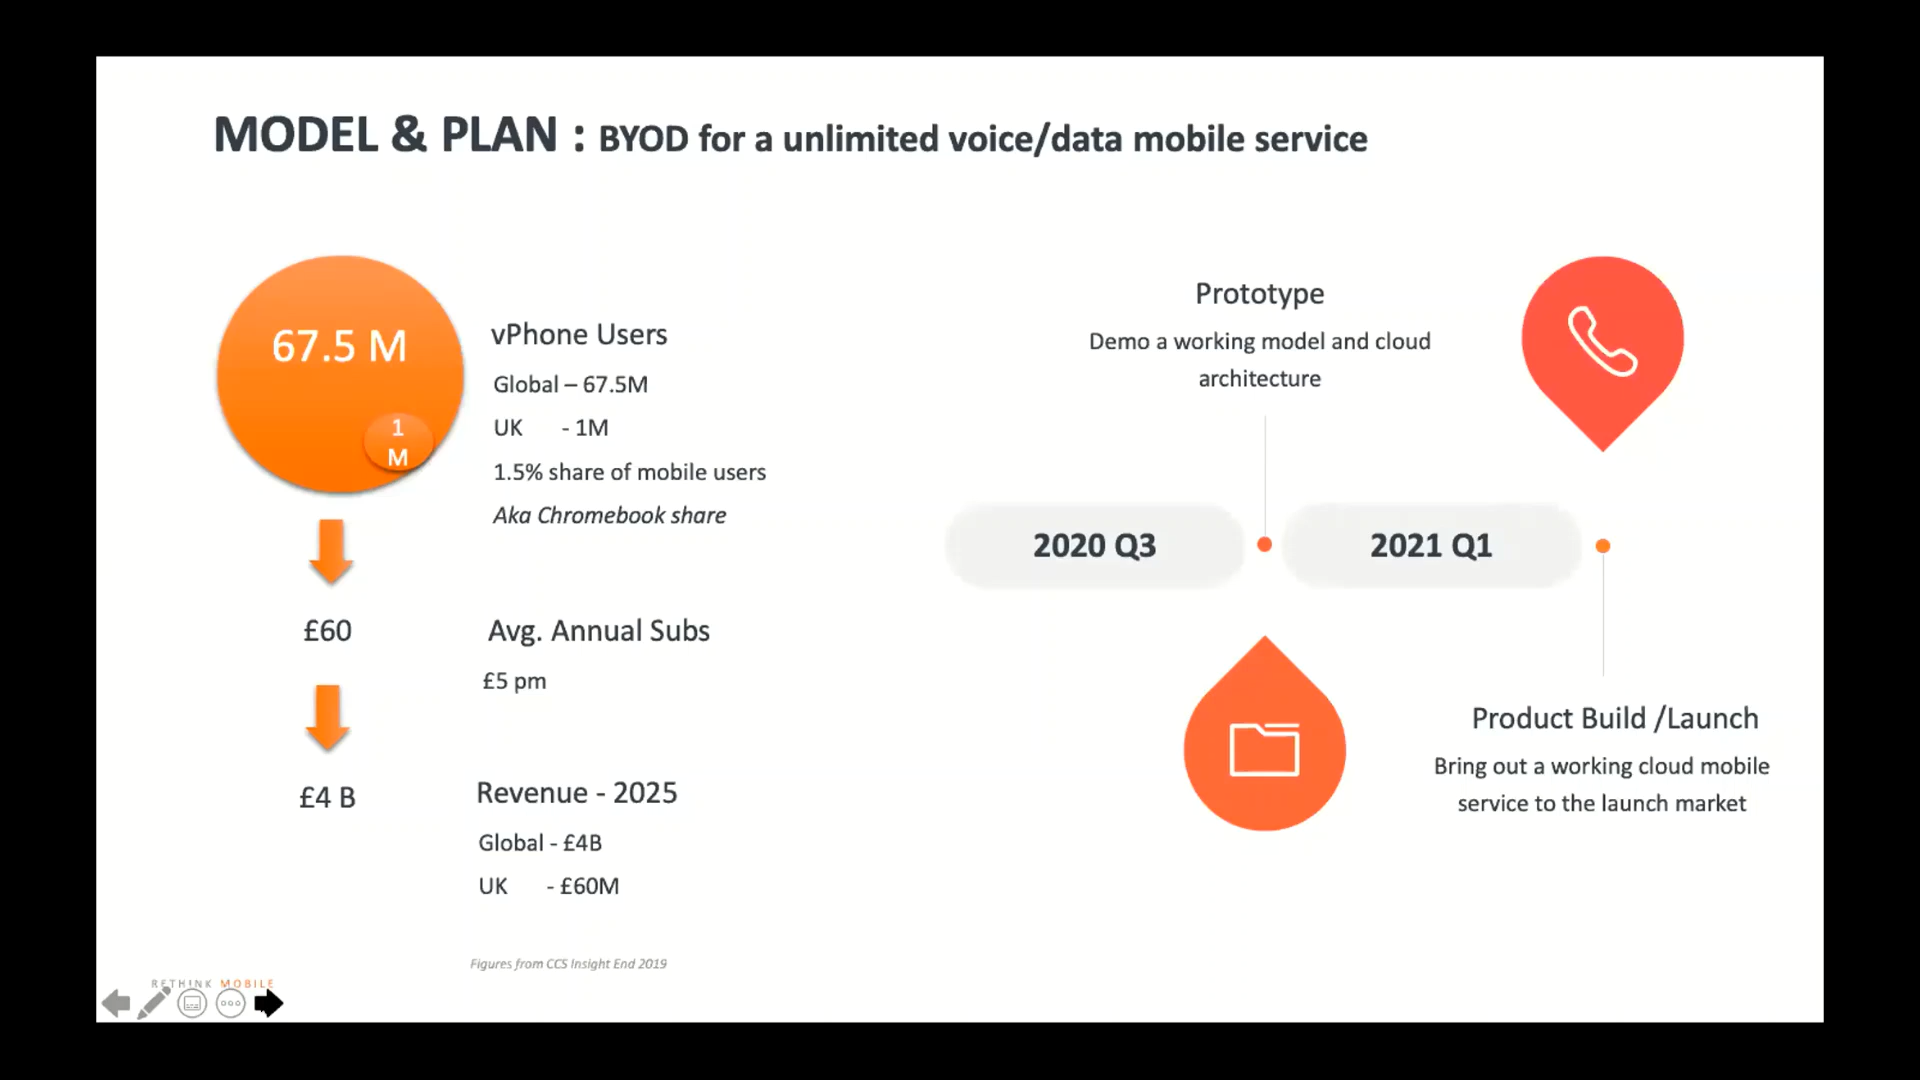 MODEL & PLAN : BYOD for a unlimited voice/data mobile service
67.5 M
1
M
vPhone Users
Global – 67.5M
UK - 1M
1.5% share of mobile users
Aka Chromebook share
£60
Avg. Annual Subs
£5 pm
£4 B
Revenue - 2025
Global - £4B
UK - £60M
Figures from CCS Insight End 2019
Prototype
Demo a working model and cloud
architecture
2020 Q3
2021 Q1
Product Build /Launch
Bring out a working cloud mobile
service to the launch market
RETHINK MOBILE